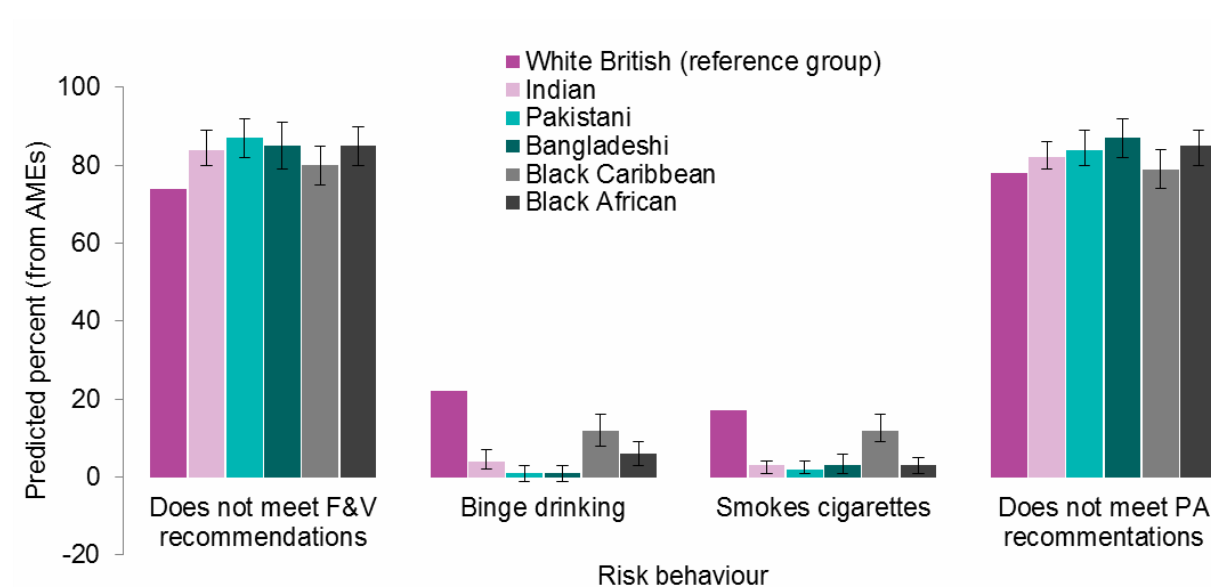 White British (reference group)
Indian
Pakistani
Bangladeshi
Black Caribbean
Black African
Predicted percent (from AMEs)
100
80
60
40
20
0
-20
Does not meet F&V
recommendations
Binge drinking
Smokes cigarettes
Does not meet PA
recommentations
Risk behaviour